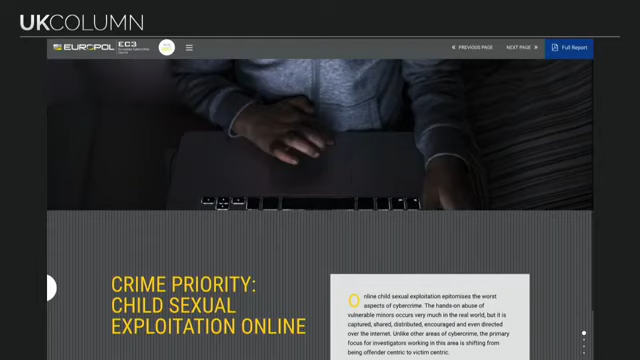 UKCOLUMN
EUROPOL EC3
PREVIOUS PAGE NEXT PAGE Full Report
CRIME PRIORITY:
CHILD SEXUAL
EXPLOITATION ONLINE
Online child sexual exploitation epitomises the worst
aspects of cybercrime. The hands-on abuse of
vulnerable minors occurs very much in the real world, but it is
captured, shared, distributed, encouraged and even directed
over the internet. Unlike other areas of cybercrime, the primary
focus for investigators working in this area is shifting from
being offender centric to victim centric.